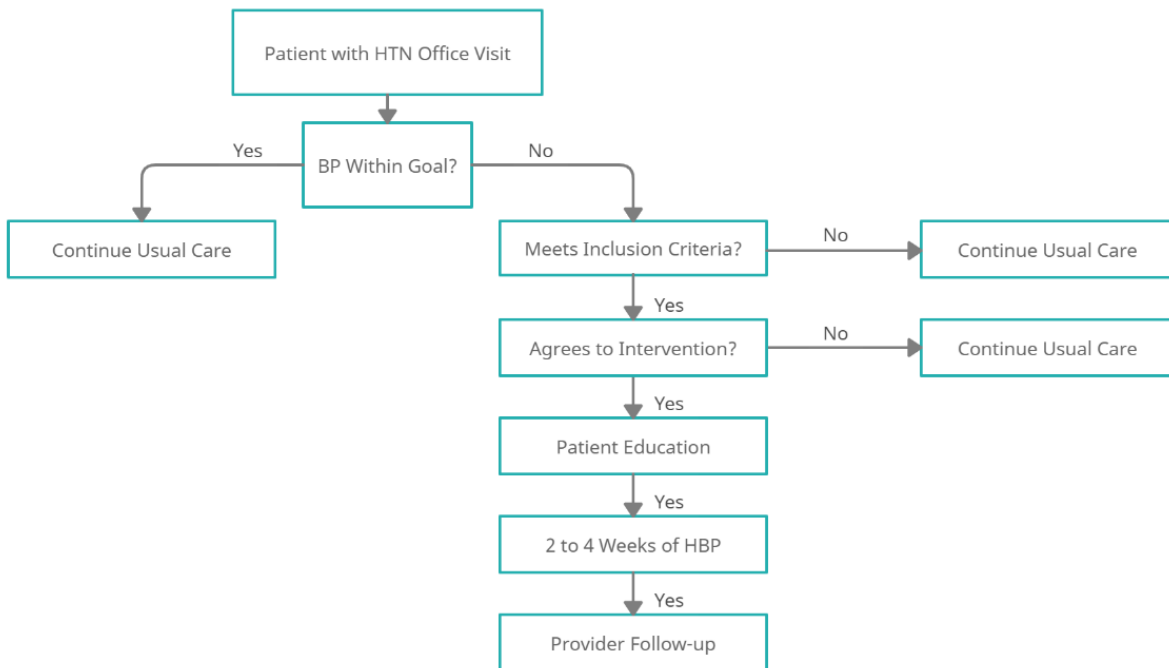 Patient with HTN Office Visit
Yes
BP Within Goal?
No
Continue Usual Care
Meets Inclusion Criteria?
No
Continue Usual Care
Yes
Agrees to Intervention?
No
Continue Usual Care
Yes
Patient Education
Yes
2 to 4 Weeks of HBP
Yes
Provider Follow-up